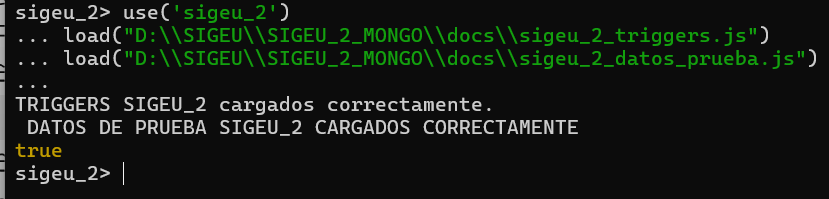 sigeu_2> use('sigeu_2')
... load("D:\\SIGEU\\SIGEU_2_MONGO\\docs\\sigeu_2_triggers.js")
... load("D:\\SIGEU\\SIGEU_2_MONGO\\docs\\sigeu_2_datos_prueba.js")
...
TRIGGERS SIGEU_2 cargados correctamente.
 DATOS DE PRUEBA SIGEU_2 CARGADOS CORRECTAMENTE
true
sigeu_2>